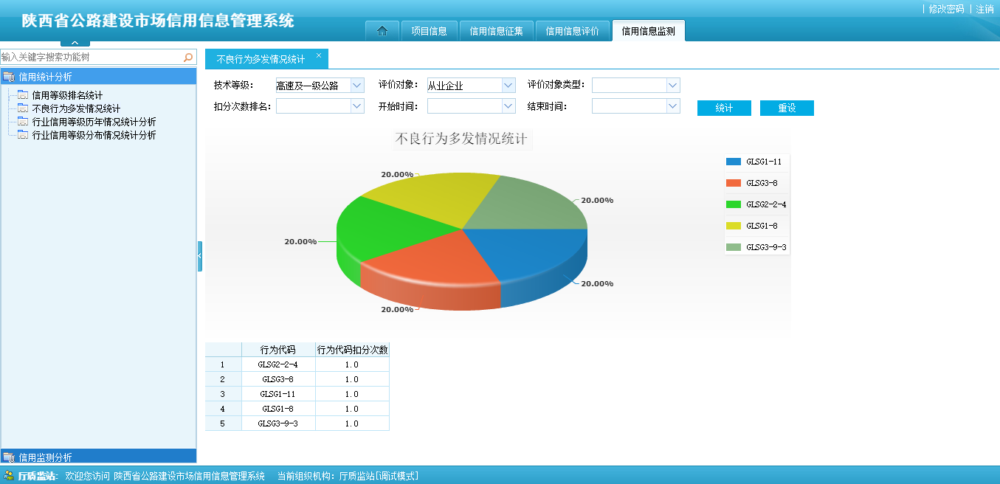 | 修改密码 | 注销
陕西省公路建设市场信用信息管理系统
项目信息 信用信息征集 信用信息评价 信用信息监测
输入关键字搜索功能树
信用统计分析
信用等级排名统计
不良行为多发情况统计
行业信用等级历年情况统计分析
行业信用等级分布情况统计分析
信用监测分析
不良行为多发情况统计 ×
技术等级： 高速及一级公路 评价对象： 从业企业 评价对象类型：
扣分次数排名： 开始时间： 结束时间： 统计 重设
不良行为多发情况统计
20.00%
20.00%
20.00%
20.00%
20.00%
GLSG1-11
GLSG3-8
GLSG2-2-4
GLSG1-8
GLSG3-9-3
行为代码 行为代码扣分次数
1 GLSG2-2-4 1.0
2 GLSG3-8 1.0
3 GLSG1-11 1.0
4 GLSG1-8 1.0
5 GLSG3-9-3 1.0
厅质监站: 欢迎您访问 陕西省公路建设市场信用信息管理系统 当前组织机构: 厅质监站[调试模式]